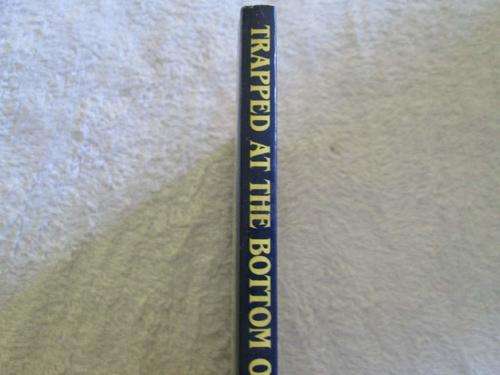 TRAPPED AT THE BOTTOM O